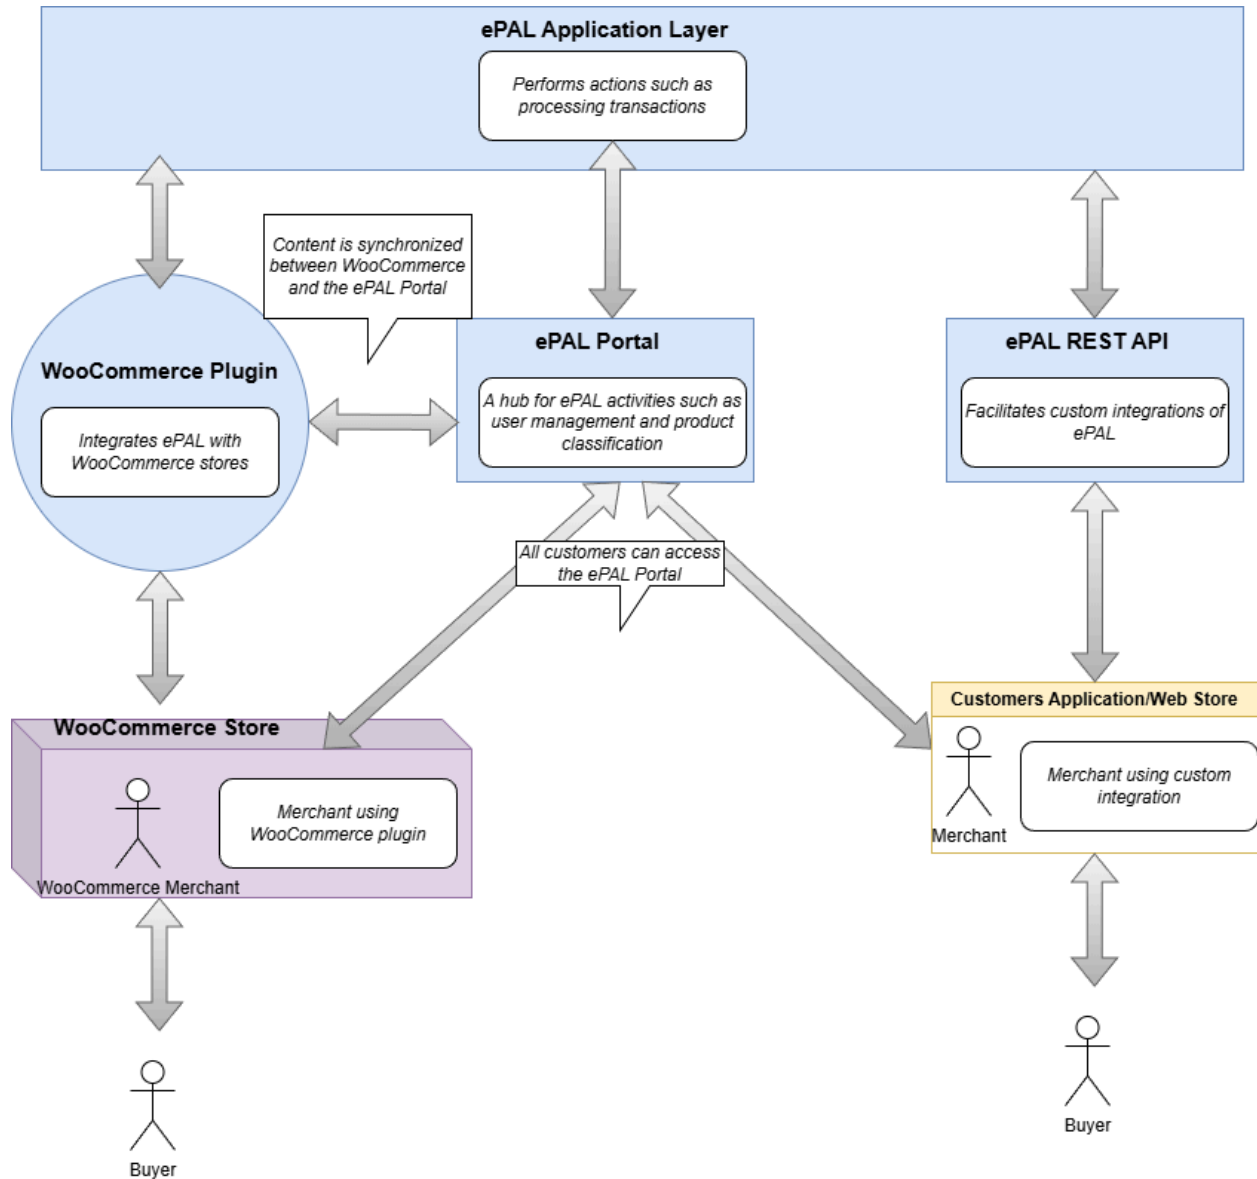 ePAL Application Layer
Performs actions such as
processing transactions
Content is synchronized
between WooCommerce
and the ePAL Portal
WooCommerce Plugin
Integrates ePAL with
WooCommerce stores
ePAL Portal
A hub for ePAL activities such as
user management and product
classification
ePAL REST API
Facilitates custom integrations of
ePAL
All customers can access
the ePAL Portal
WooCommerce Store
Merchant using
WooCommerce plugin
WooCommerce Merchant
Customers Application/Web Store
Merchant using custom
integration
Merchant
Buyer
Buyer